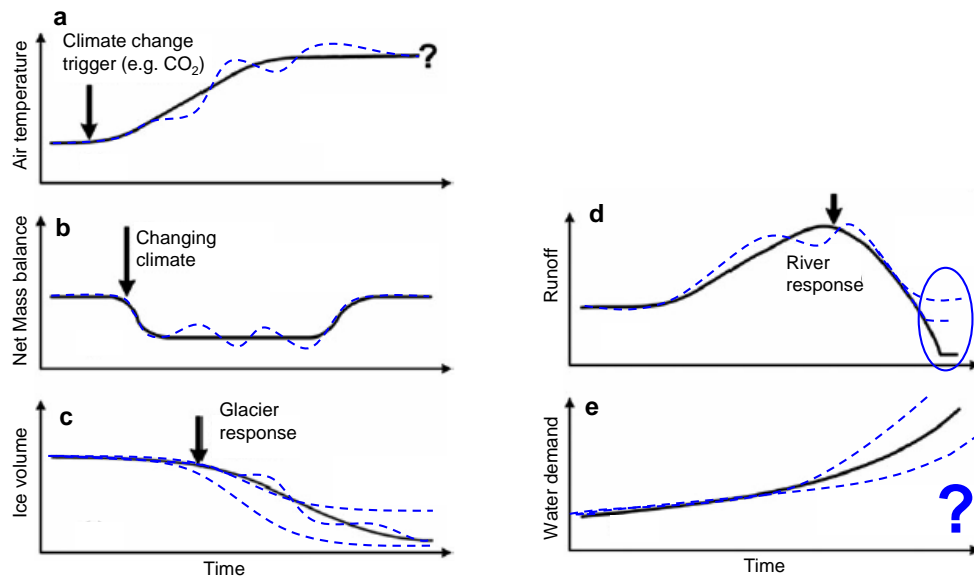 a
Climate change
trigger (e.g. CO₂)
?
Air temperature
b
Changing
climate
Net Mass balance
c
Glacier
response
Ice volume
Time
d
River
response
Runoff
e
?
Water demand
Time